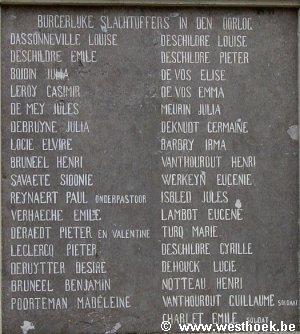 BURGERLIJKE SLACHTOFFERS IN DEN OORLOG
DASSONNEVILLE LOUISE
DESCHILDRE EMILE
BOIDIN JULIA
LEROY CASIMIR
DE MEY JULES
DEBRUYNE JULIA
LOCIE ELVIRE
BRUNEEL HENRI
SAVAETE SIDONIE
REYNAERT PAUL ONDERPASTOOR
VERHAEGHE EMILE
DERAEDT PIETER EN VALENTINE
LECLERCQ PIETER
DERUYTTER DESIRE
BRUNEEL BENJAMIN
POORTEMAN MADELEINE
DESCHILDRE LOUISE
DESCHILDRE PIETER
DE VOS ELISE
DE VOS EMMA
MEURIN JULIA
DEKNUDT GERMAINE
BARBRY IRMA
VANTHOUROUT HENRI
WERKEYN EUGENIE
ISBLED JULES
LAMBOT EUGENE
TURQ MARIE
DESCHILDRE CYRILLE
DEHOUCK LUCIE
NOTTEAU HENRI
VANTHOUROUT GUILLAUME SOLDAAT
CHARLET EMILE SOLDAT
© www.westhoek.be